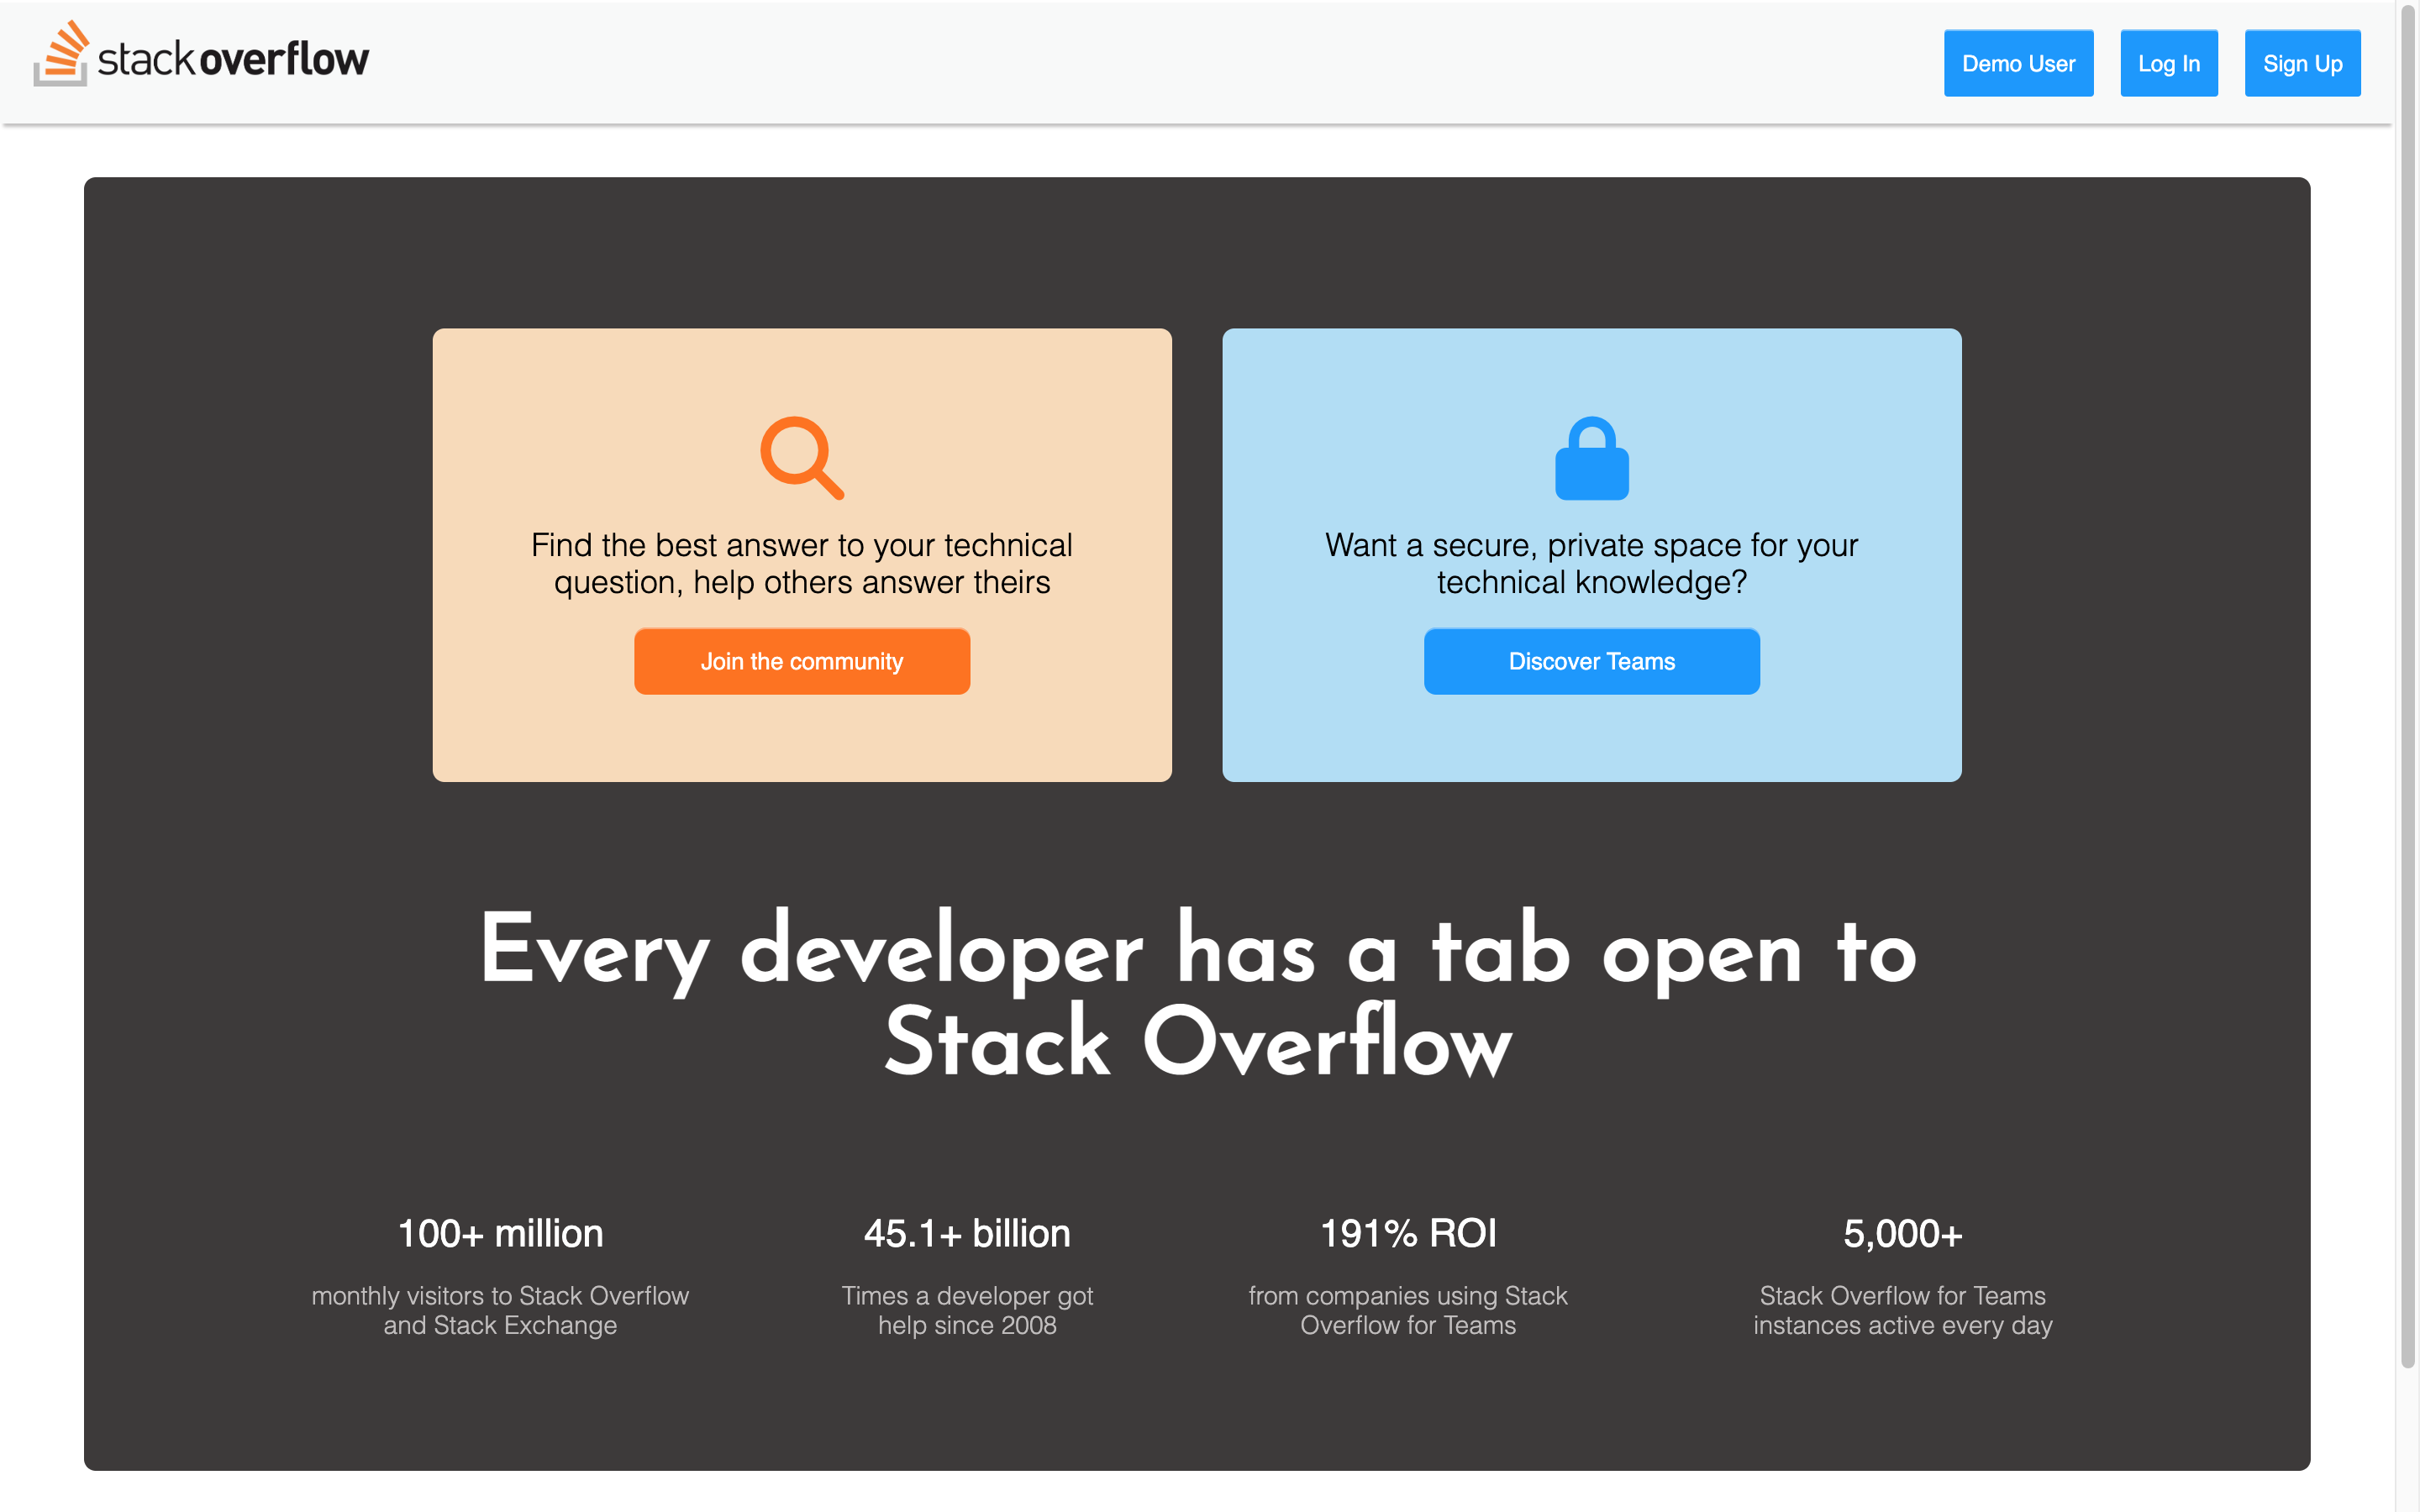 stack overflow
Demo User
Log In
Sign Up
Find the best answer to your technical
question, help others answer theirs
Join the community
Want a secure, private space for your
technical knowledge?
Discover Teams
Every developer has a tab open to
Stack Overflow
100+ million
monthly visitors to Stack Overflow
and Stack Exchange
45.1+ billion
Times a developer got
help since 2008
191% ROI
from companies using Stack
Overflow for Teams
5,000+
Stack Overflow for Teams
instances active every day